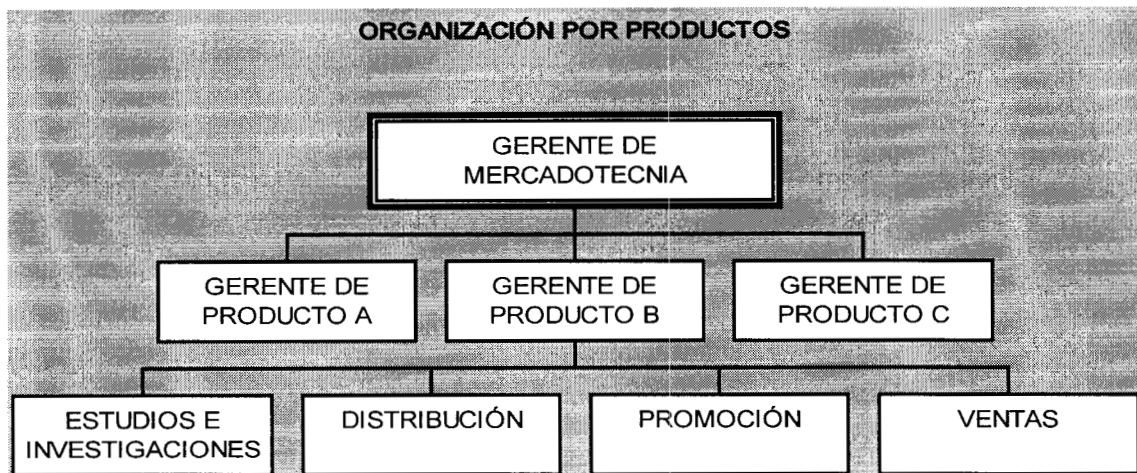 ORGANIZACIÓN POR PRODUCTOS
GERENTE DE
MERCADOTECNIA
GERENTE DE
PRODUCTO A
GERENTE DE
PRODUCTO B
GERENTE DE
PRODUCTO C
ESTUDIOS E
INVESTIGACIONES
DISTRIBUCIÓN
PROMOCIÓN
VENTAS